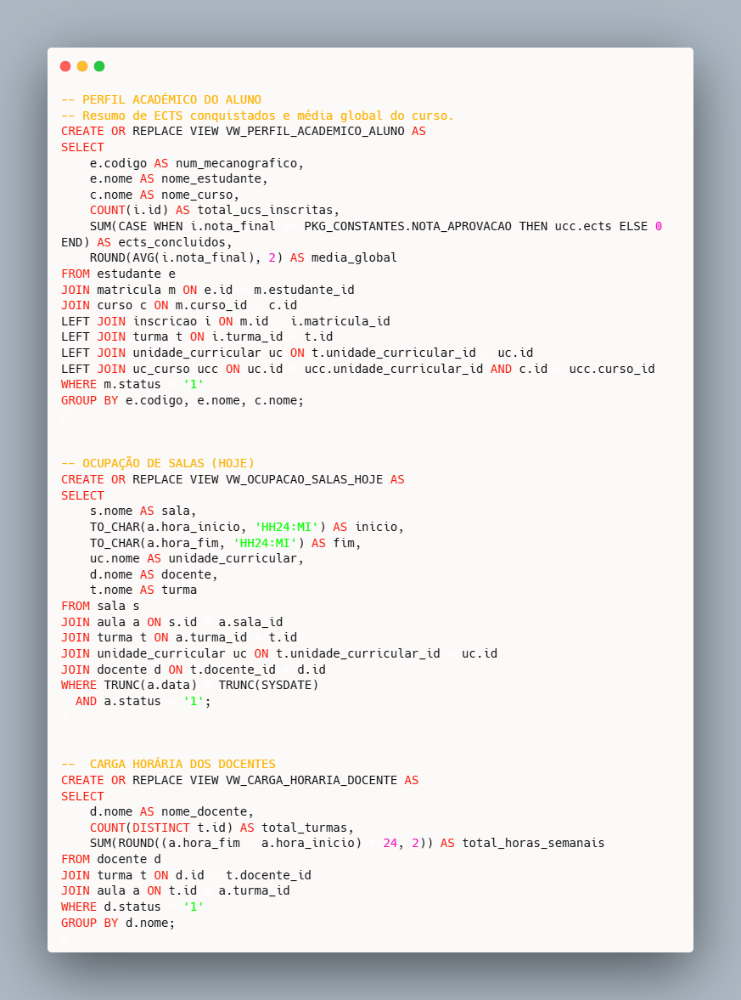 -- PERFIL ACADÉMICO DO ALUNO
-- Resumo de ECTS conquistados e média global do curso.
CREATE OR REPLACE VIEW VW_PERFIL_ACADEMICO_ALUNO AS
SELECT
    e.codigo AS num_mecanografico,
    e.nome AS nome_estudante,
    c.nome AS nome_curso,
    COUNT(i.id) AS total_ucs_inscritas,
    SUM(CASE WHEN i.nota_final >= PKG_CONSTANTES.NOTA_APROVACAO THEN ucc.ects ELSE 0
END) AS ects_concluidos,
    ROUND(AVG(i.nota_final), 2) AS media_global
FROM estudante e
JOIN matricula m ON e.id = m.estudante_id
JOIN curso c ON m.curso_id = c.id
LEFT JOIN inscricao i ON m.id = i.matricula_id
LEFT JOIN turma t ON i.turma_id = t.id
LEFT JOIN unidade_curricular uc ON t.unidade_curricular_id = uc.id
LEFT JOIN uc_curso ucc ON uc.id = ucc.unidade_curricular_id AND c.id = ucc.curso_id
WHERE m.status = '1'
GROUP BY e.codigo, e.nome, c.nome;
/
-- OCUPAÇÃO DE SALAS (HOJE)
CREATE OR REPLACE VIEW VW_OCUPACAO_SALAS_HOJE AS
SELECT
    s.nome AS sala,
    TO_CHAR(a.hora_inicio, 'HH24:MI') AS inicio,
    TO_CHAR(a.hora_fim, 'HH24:MI') AS fim,
    uc.nome AS unidade_curricular,
    d.nome AS docente,
    t.nome AS turma
FROM sala s
JOIN aula a ON s.id = a.sala_id
JOIN turma t ON a.turma_id = t.id
JOIN unidade_curricular uc ON t.unidade_curricular_id = uc.id
JOIN docente d ON t.docente_id = d.id
WHERE TRUNC(a.data) = TRUNC(SYSDATE)
  AND a.status = '1';
/
--  CARGA HORÁRIA DOS DOCENTES
CREATE OR REPLACE VIEW VW_CARGA_HORARIA_DOCENTE AS
SELECT
    d.nome AS nome_docente,
    COUNT(DISTINCT t.id) AS total_turmas,
    SUM(ROUND((a.hora_fim - a.hora_inicio) * 24, 2)) AS total_horas_semanais
FROM docente d
JOIN turma t ON d.id = t.docente_id
JOIN aula a ON t.id = a.turma_id
WHERE d.status = '1'
GROUP BY d.nome;
/